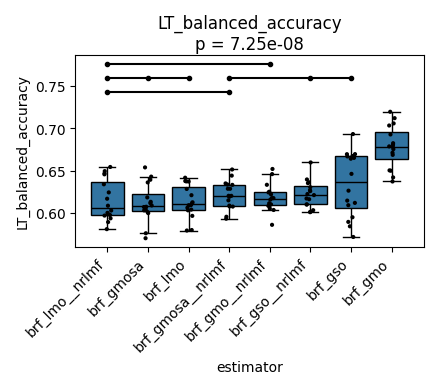 LT_balanced_accuracy
p = 7.25e-08
LT_balanced_accuracy
0.75
0.70
0.65
0.60
brf_lmo__nrlmf
brf_gmosa
brf_lmo
brf_gmosa__nrlmf
brf_gmo__nrlmf
brf_gso__nrlmf
brf_gso
brf_gmo
estimator